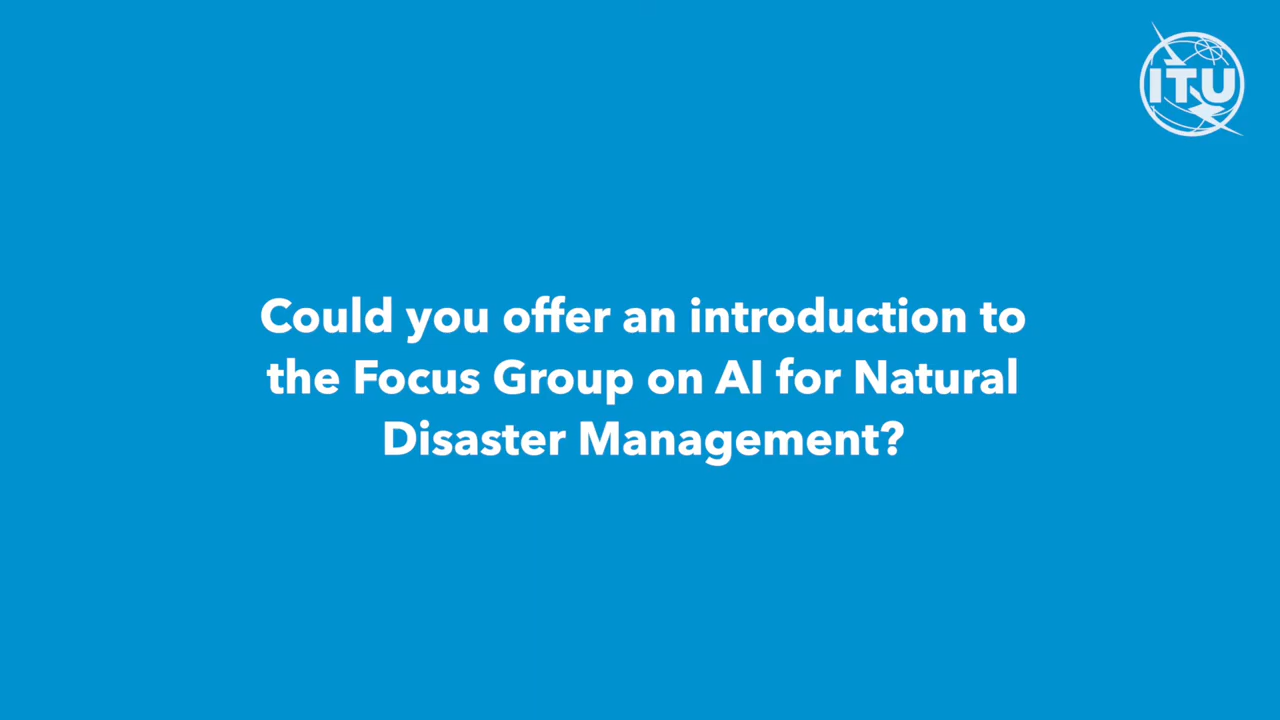 ITU
Could you offer an introduction to
the Focus Group on AI for Natural
Disaster Management?